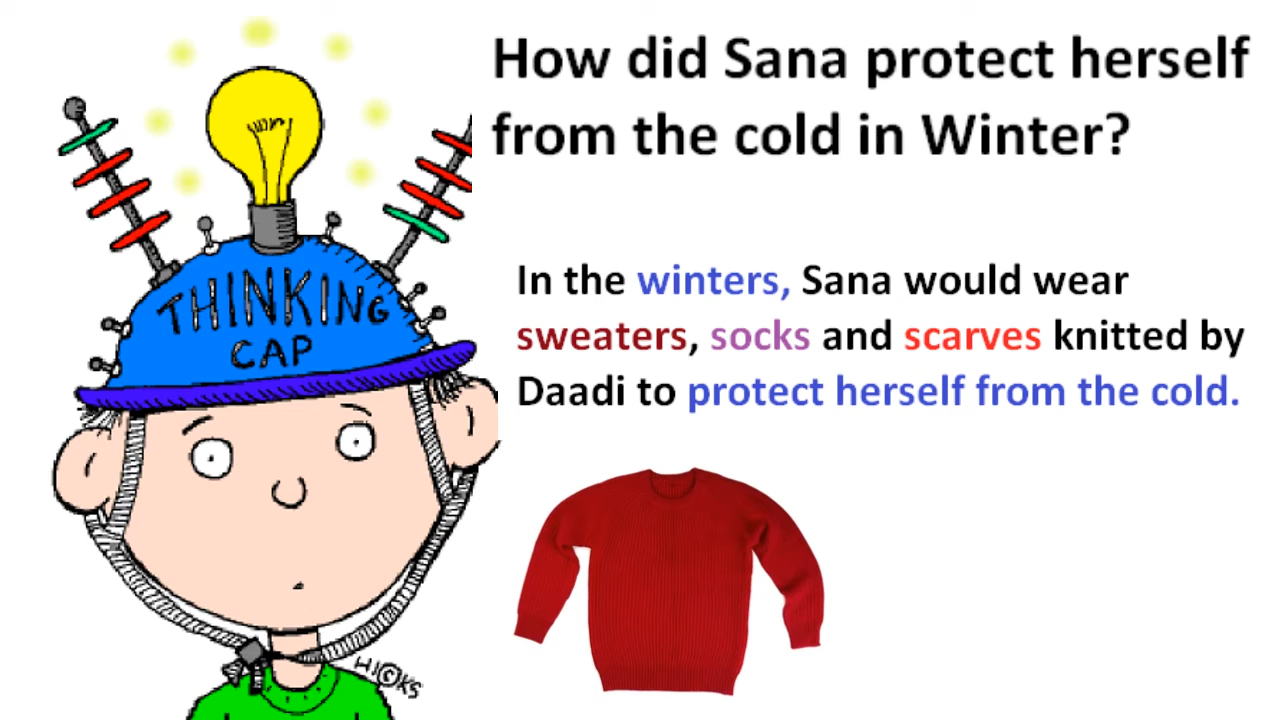 How did Sana protect herself
from the cold in Winter?
In the winters, Sana would wear
sweaters, socks and scarves knitted by
Daadi to protect herself from the cold.
THINKING
CAP
HICKS